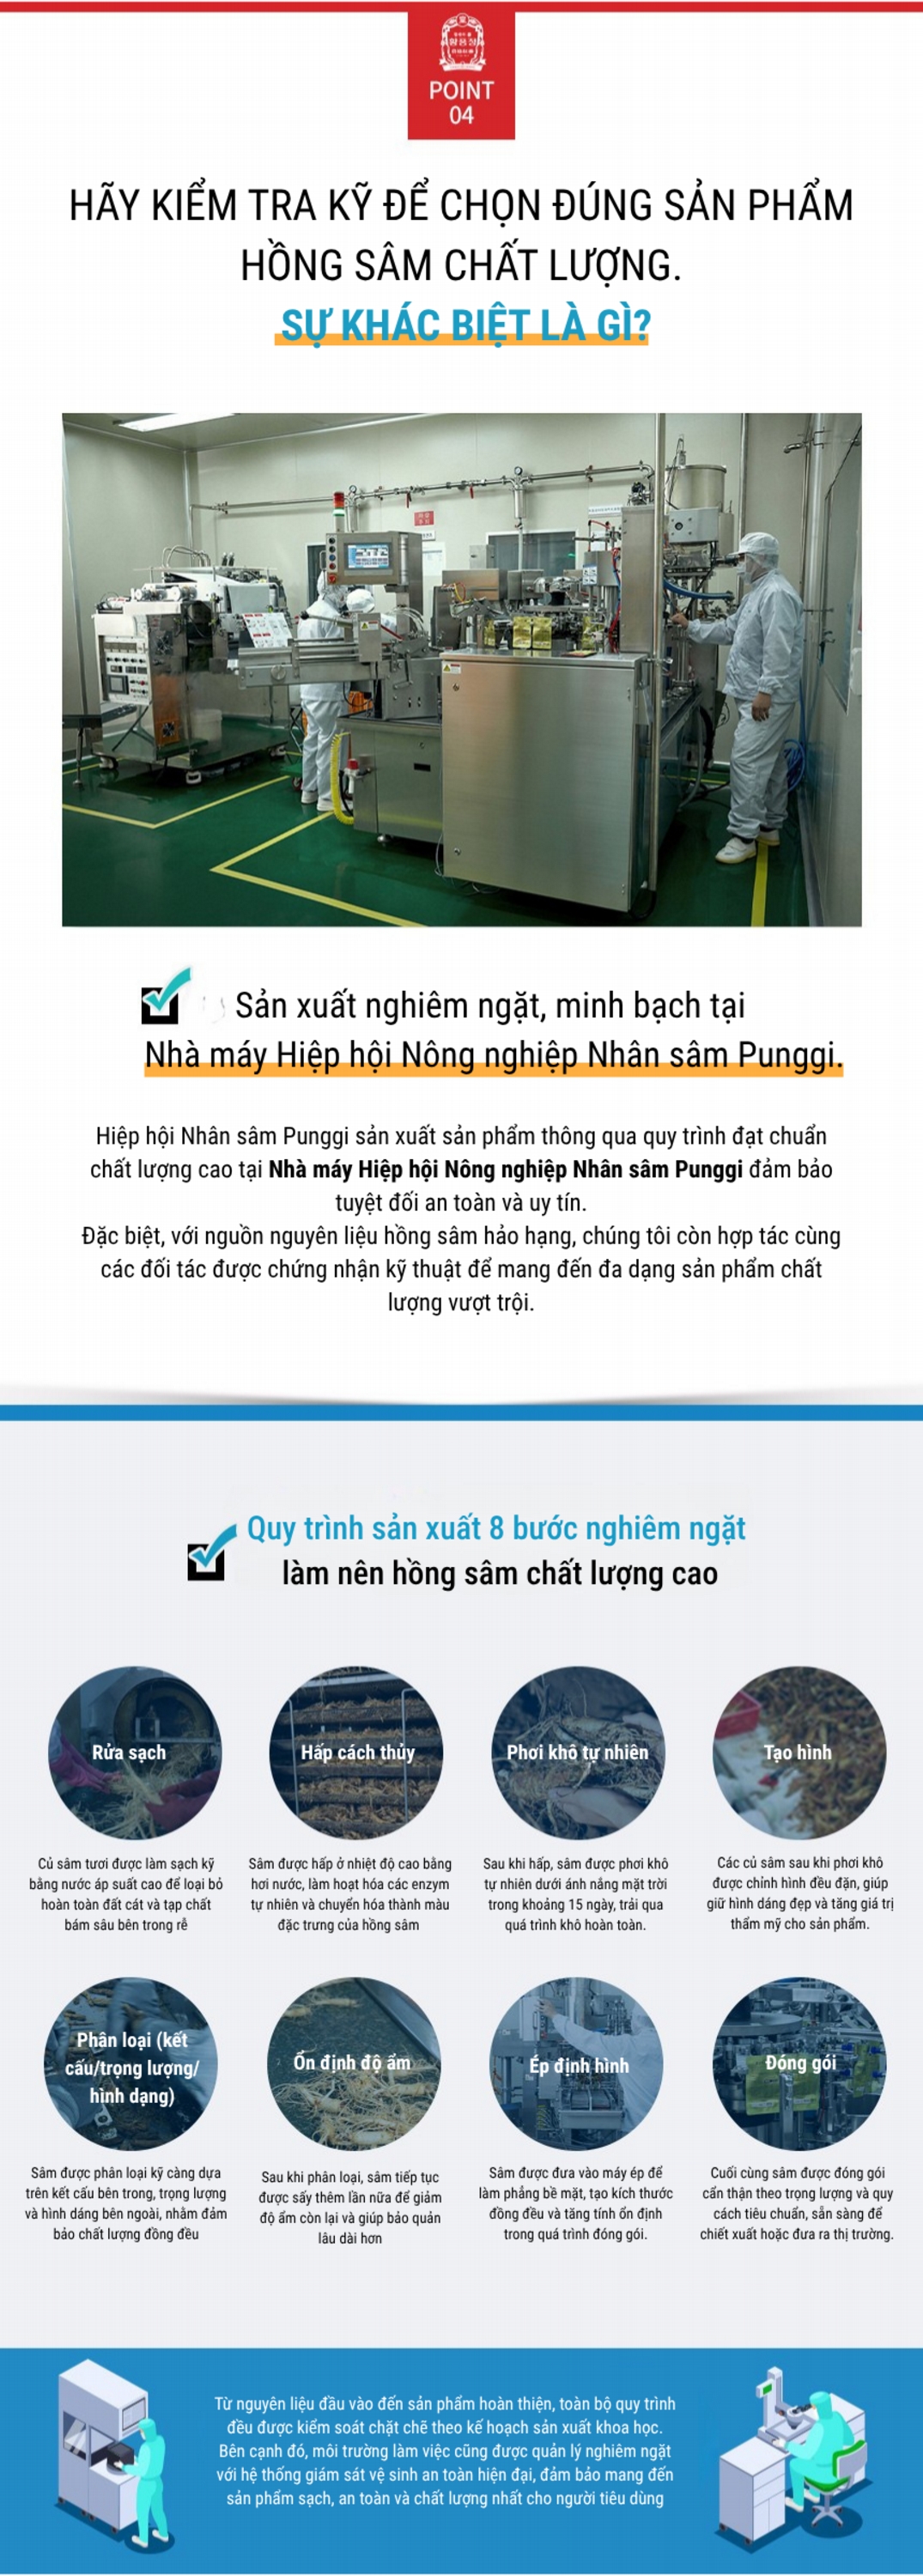 POINT
04
HÃY KIỂM TRA KỸ ĐỂ CHỌN ĐÚNG SẢN PHẨM
HỒNG SÂM CHẤT LƯỢNG.
SỰ KHÁC BIỆT LÀ GÌ?
Sản xuất nghiêm ngặt, minh bạch tại
Nhà máy Hiệp hội Nông nghiệp Nhân sâm Punggi.
Hiệp hội Nhân sâm Punggi sản xuất sản phẩm thông qua quy trình đạt chuẩn
chất lượng cao tại Nhà máy Hiệp hội Nông nghiệp Nhân sâm Punggi đảm bảo
tuyệt đối an toàn và uy tín.
Đặc biệt, với nguồn nguyên liệu hồng sâm hảo hạng, chúng tôi còn hợp tác cùng
các đối tác được chứng nhận kỹ thuật để mang đến đa dạng sản phẩm chất
lượng vượt trội.
Quy trình sản xuất 8 bước nghiêm ngặt
làm nên hồng sâm chất lượng cao
Rửa sạch
Củ sâm tươi được làm sạch kỹ
bằng nước áp suất cao để loại bỏ
hoàn toàn đất cát và tạp chất
bám sâu bên trong rễ
Hấp cách thủy
Sâm được hấp ở nhiệt độ cao bằng
hơi nước, làm hoạt hóa các enzym
tự nhiên và chuyển hóa thành màu
đặc trưng của hồng sâm
Phơi khô tự nhiên
Sau khi hấp, sâm được phơi khô
tự nhiên dưới ánh nắng mặt trời
trong khoảng 15 ngày, trải qua
quá trình khô hoàn toàn.
Tạo hình
Các củ sâm sau khi phơi khô
được chỉnh hình đều đặn, giúp
giữ hình dáng đẹp và tăng giá trị
thẩm mỹ cho sản phẩm.
Phân loại (kết
cấu/trọng lượng/
hình dạng)
Sâm được phân loại kỹ càng dựa
trên kết cấu bên trong, trọng lượng
và hình dáng bên ngoài, nhằm đảm
bảo chất lượng đồng đều
Ổn định độ ẩm
Sau khi phân loại, sâm tiếp tục
được sấy thêm lần nữa để giảm
độ ẩm còn lại và giúp bảo quản
lâu dài hơn
Ép định hình
Sâm được đưa vào máy ép để
làm phẳng bề mặt, tạo kích thước
đồng đều và tăng tính ổn định
trong quá trình đóng gói.
Đóng gói
Cuối cùng sâm được đóng gói
cẩn thận theo trọng lượng và quy
cách tiêu chuẩn, sẵn sàng để
chiết xuất hoặc đưa ra thị trường.
Từ nguyên liệu đầu vào đến sản phẩm hoàn thiện, toàn bộ quy trình
đều được kiểm soát chặt chẽ theo kế hoạch sản xuất khoa học.
Bên cạnh đó, môi trường làm việc cũng được quản lý nghiêm ngặt
với hệ thống giám sát vệ sinh an toàn hiện đại, đảm bảo mang đến
sản phẩm sạch, an toàn và chất lượng nhất cho người tiêu dùng